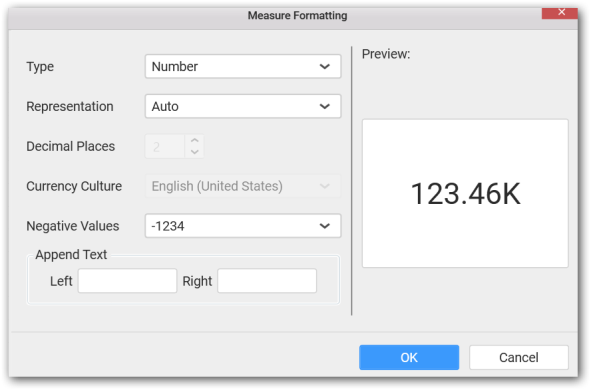 Measure Formatting
Type Number
Preview:
Representation Auto
Decimal Places 2
Currency Culture English (United States)
123.46K
Negative Values -1234
Append Text
Left Right
OK Cancel